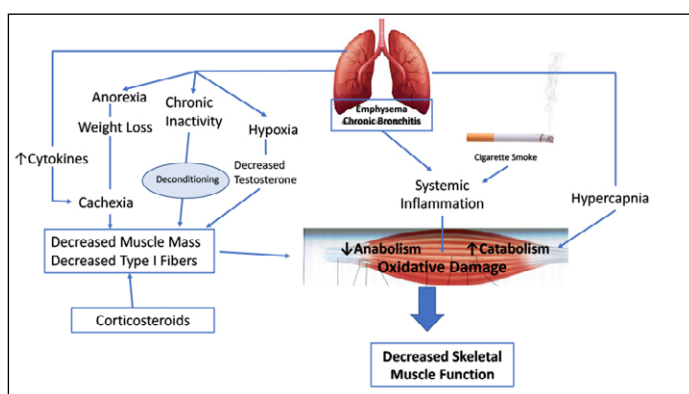 Emphysema
Chronic Bronchitis
Anorexia
Weight Loss
Chronic
Inactivity
Hypoxia
↑Cytokines
Decreased
Testosterone
Deconditioning
Cachexia
Cigarette Smoke
Systemic
Inflammation
Hypercapnia
Decreased Muscle Mass
Decreased Type I Fibers
↓Anabolism ↑Catabolism
Oxidative Damage
Corticosteroids
Decreased Skeletal
Muscle Function